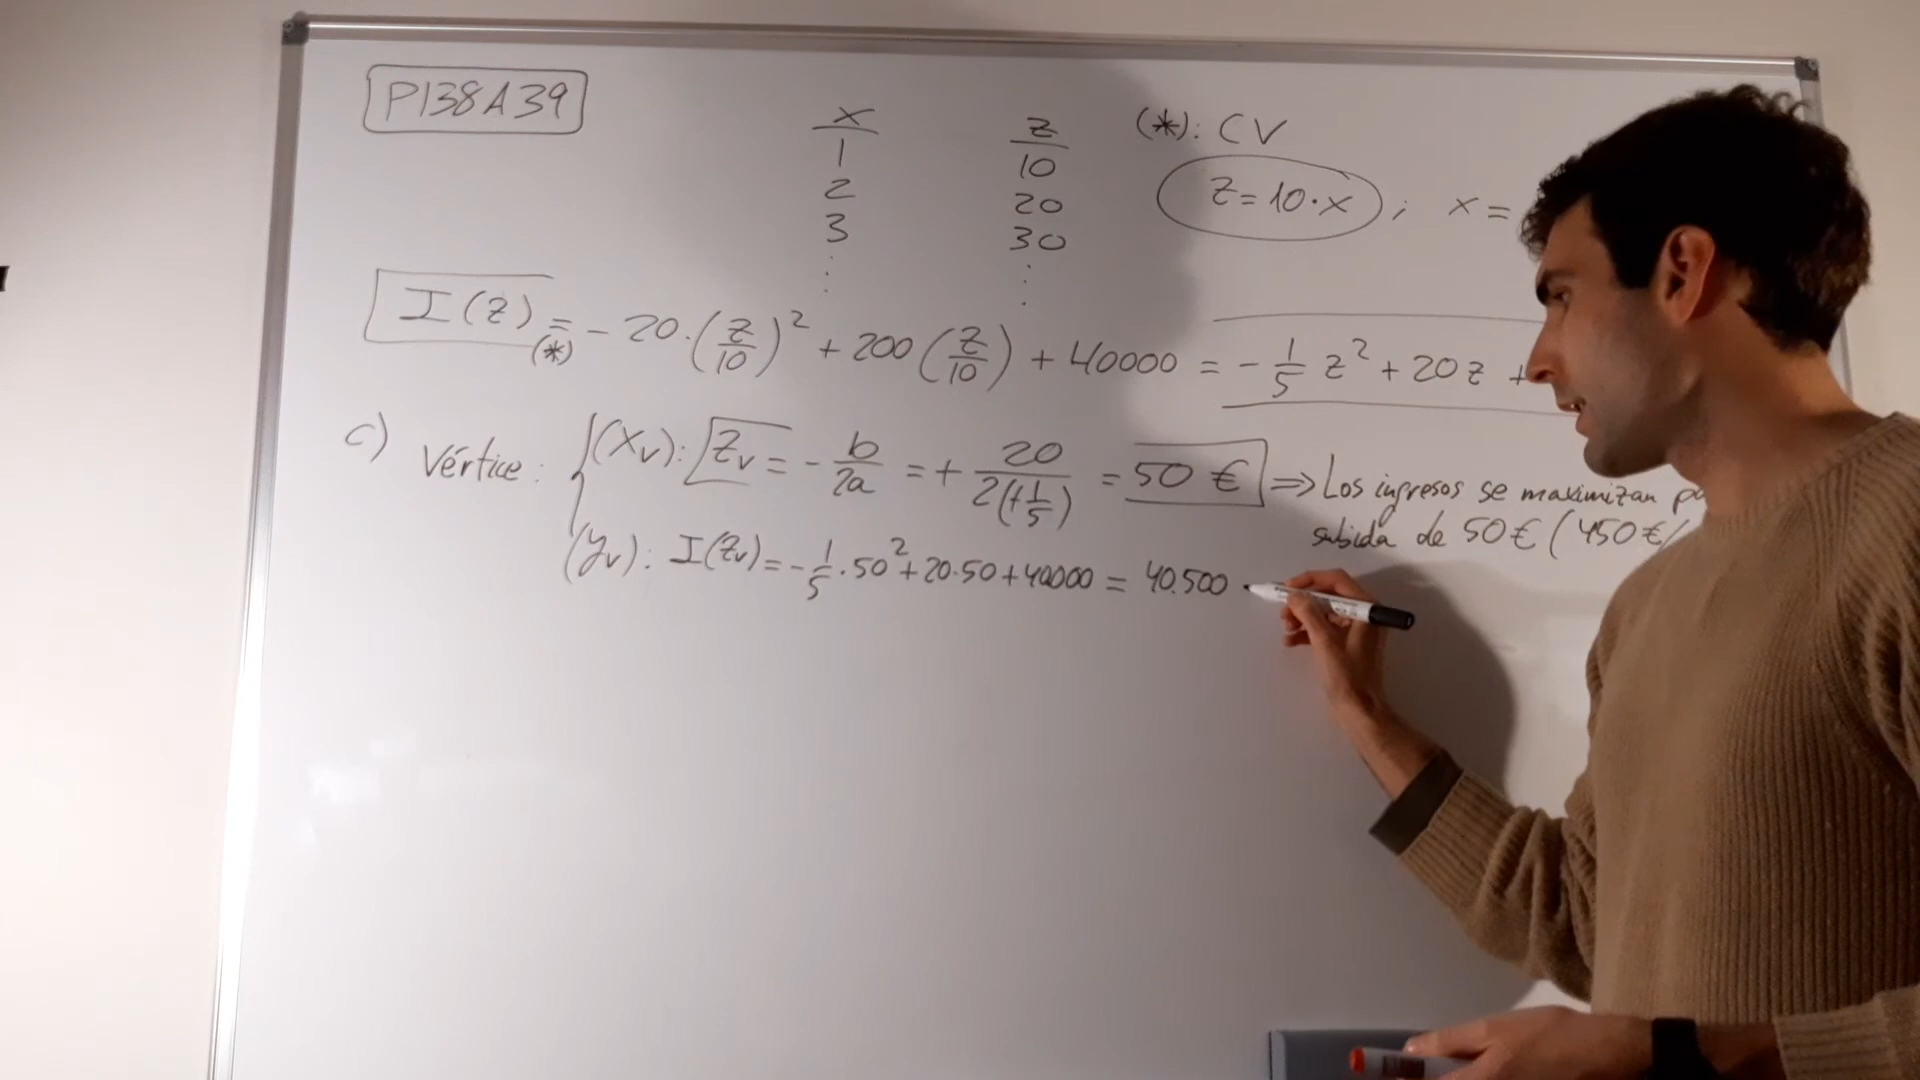 P138A39
x z (*): CV
1 10
2 20 z = 10·x ; x =
3 30
⋮ ⋮
I(z) =(*) -20·(z/10)² + 200(z/10) + 40000 = -1/5 z² + 20z +
c) Vértice: { (xv): zv = -b/2a = + 20/2(+1/5) = 50 € ⇒ Los ingresos se maximizan
subida de 50 € (450 €/
(yv): I(zv) = -1/5·50² + 20·50 + 40000 = 40.500